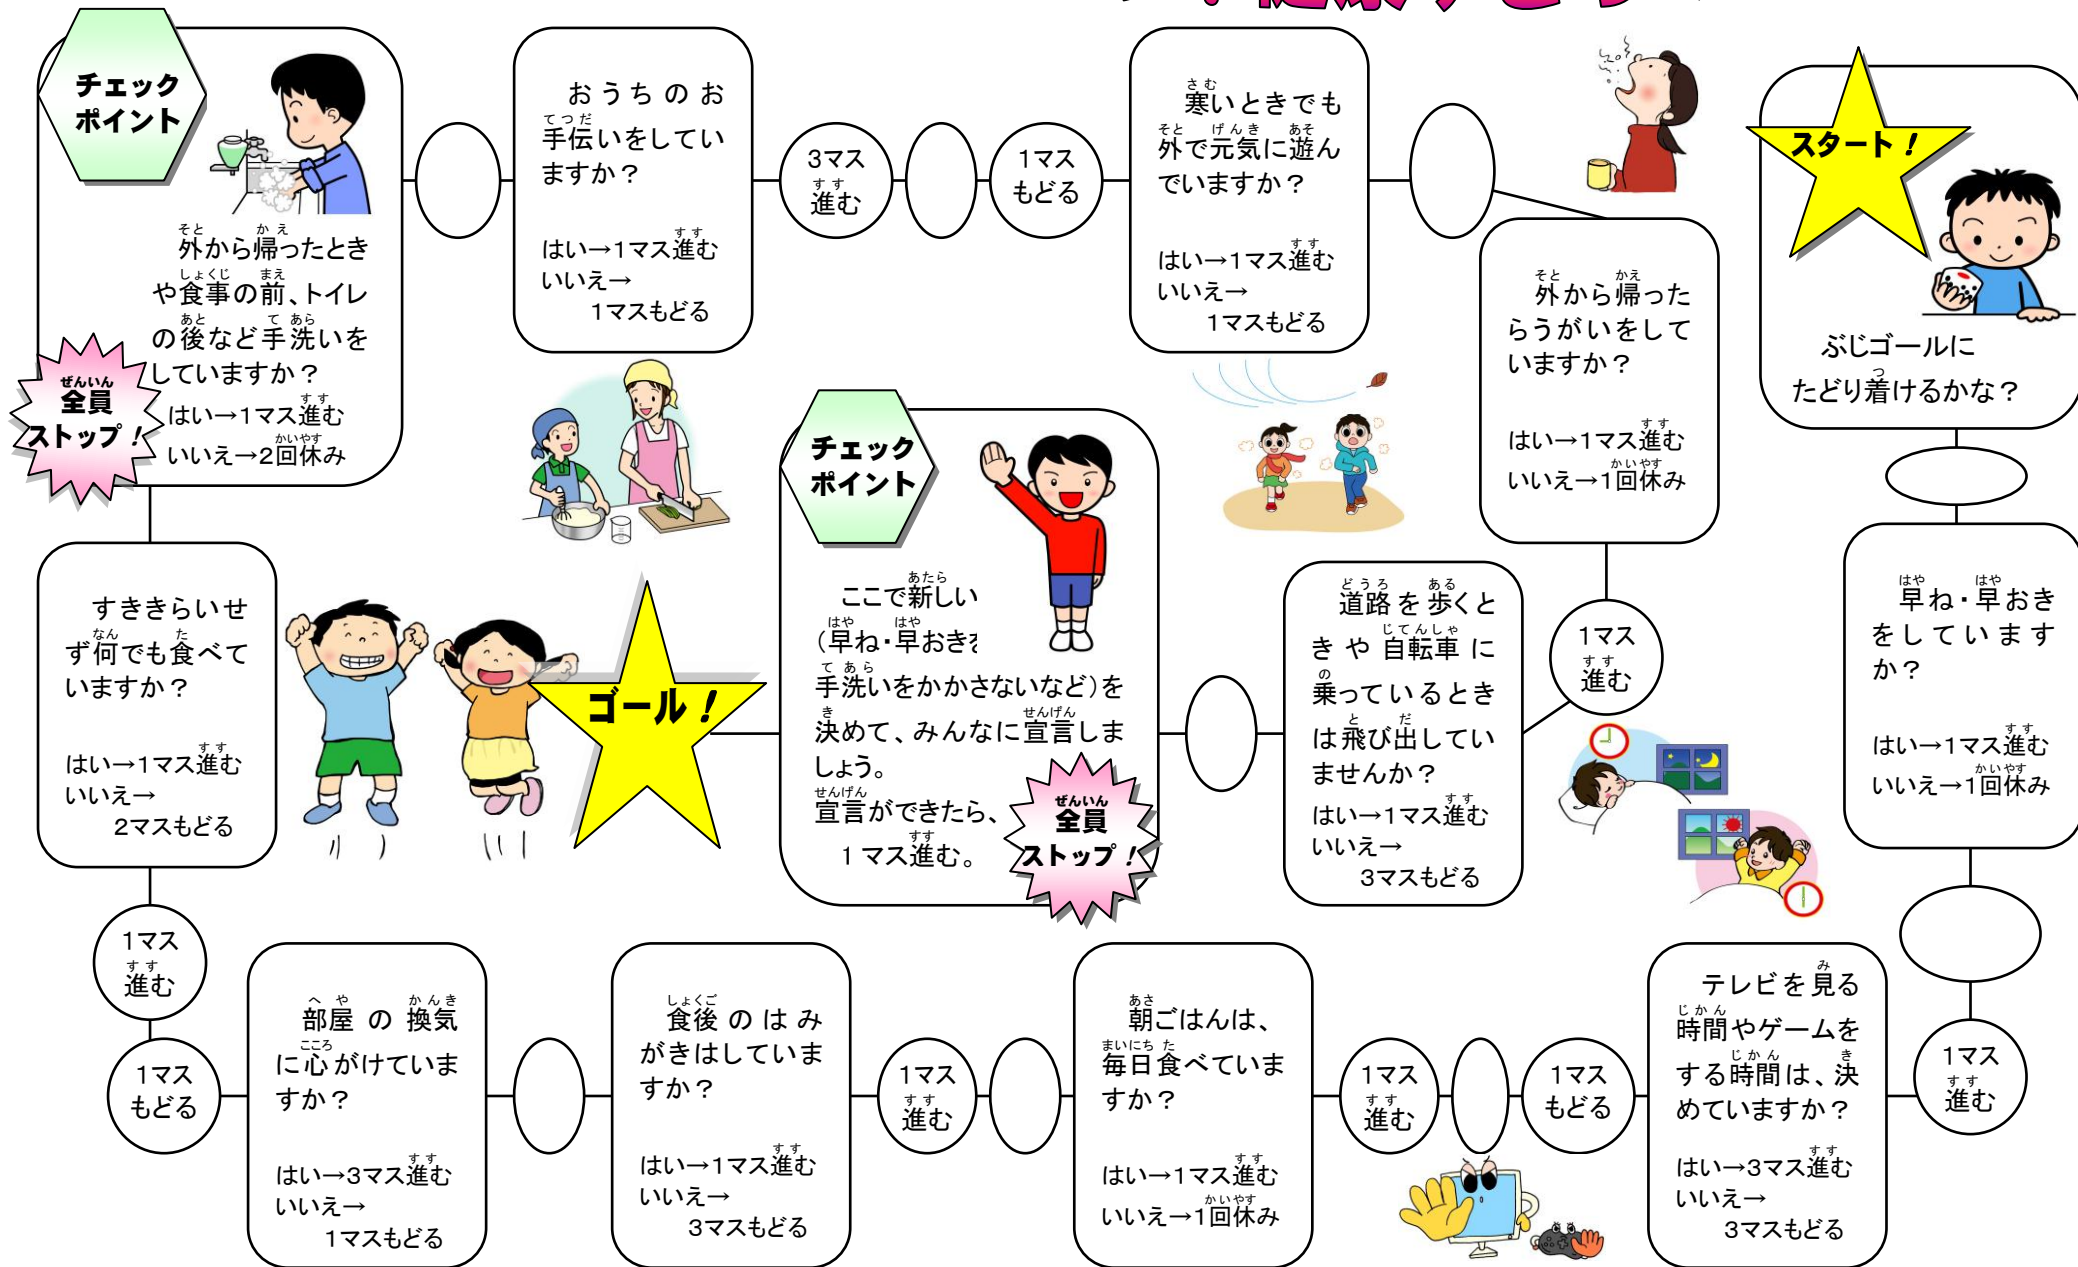 健康すごろく
チェック
ポイント
外から帰ったとき
や食事の前、トイレ
の後など手洗いを
していますか？
はい→1マス進む
いいえ→2回休み
全員
ストップ！
おうちのお
手伝いをしてい
ますか？
はい→1マス進む
いいえ→
1マスもどる
3マス
進む
1マス
もどる
寒いときでも
外で元気に遊ん
でいますか？
はい→1マス進む
いいえ→
1マスもどる
外から帰った
らうがいをして
いますか？
はい→1マス進む
いいえ→1回休み
スタート！
ぶじゴールに
たどり着けるかな？
早ね・早おき
をしています
か？
はい→1マス進む
いいえ→1回休み
1マス
進む
テレビを見る
時間やゲームを
する時間は、決
めていますか？
はい→3マス進む
いいえ→
3マスもどる
1マス
もどる
1マス
進む
朝ごはんは、
毎日食べていま
すか？
はい→1マス進む
いいえ→1回休み
1マス
進む
食後のはみ
がきはしていま
すか？
はい→1マス進む
いいえ→
3マスもどる
部屋の換気
に心がけていま
すか？
はい→3マス進む
いいえ→
1マスもどる
1マス
もどる
1マス
進む
すききらいせ
ず何でも食べて
いますか？
はい→1マス進む
いいえ→
2マスもどる
1マス
進む
道路を歩くと
きや自転車に
乗っているとき
は飛び出してい
ませんか？
はい→1マス進む
いいえ→
3マスもどる
チェック
ポイント
ここで新しい
（早ね・早おき
手洗いをかかさないなど）を
決めて、みんなに宣言しま
しょう。
宣言ができたら、
1マス進む。
全員
ストップ！
ゴール！